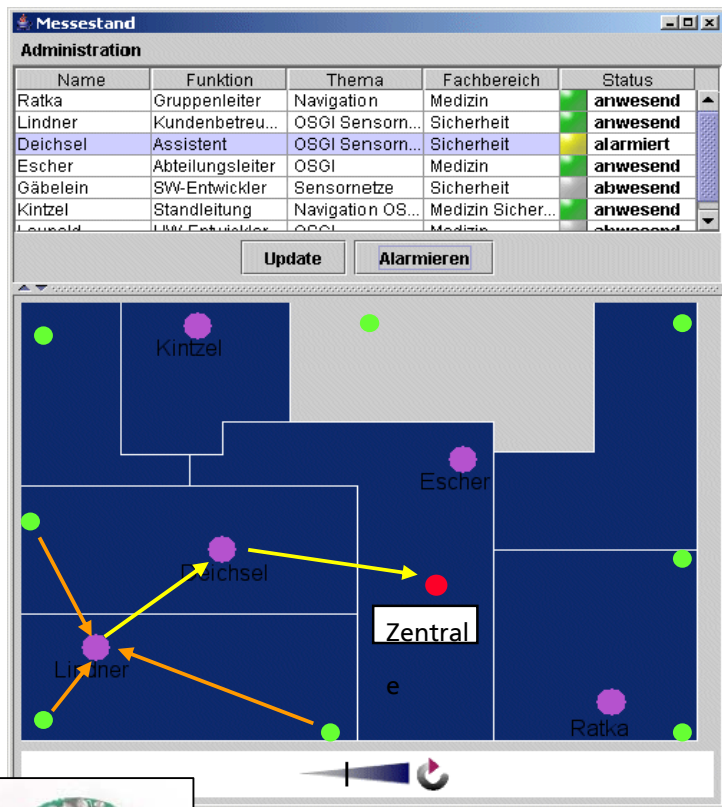 Messestand
Administration
Name Funktion Thema Fachbereich Status
Ratka Gruppenleiter Navigation Medizin anwesend
Lindner Kundenbetreu... OSGI Sensorn... Sicherheit anwesend
Deichsel Assistent OSGI Sensorn... Sicherheit alarmiert
Escher Abteilungsleiter OSGI Medizin anwesend
Gäbelein SW-Entwickler Sensornetze Sicherheit abwesend
Kintzel Standleitung Navigation OS... Medizin Sicher... anwesend
Update Alarmieren
Kintzel
Escher
Deichsel
Zentral
e
Lindner
Ratka